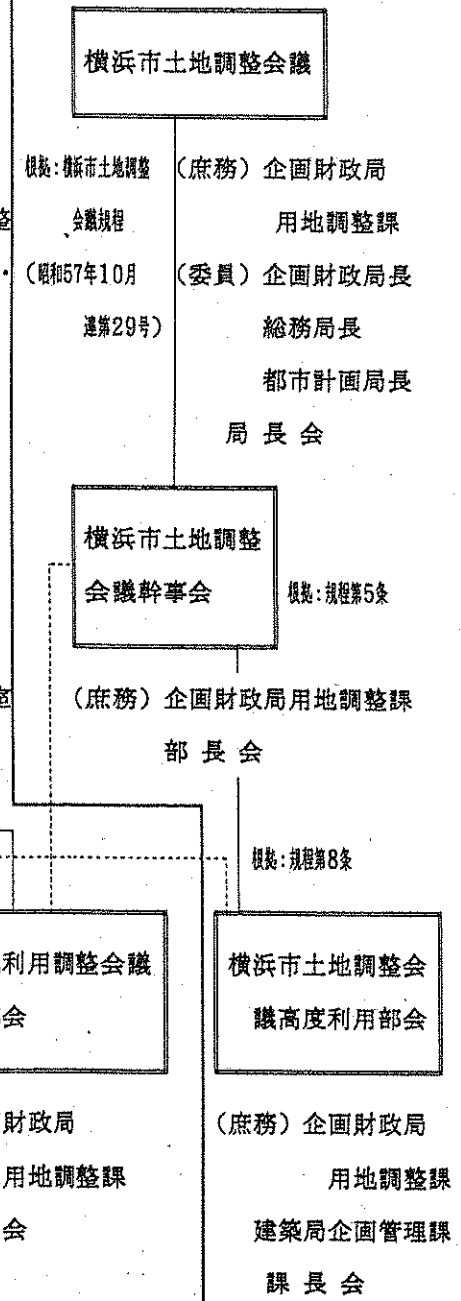 横浜市土地調整会議
根拠:横浜市土地調整
会議規程
(昭和57年10月
達第29号)
(庶務)企画財政局
用地調整課
(委員)企画財政局長
総務局長
都市計画局長
局長会
横浜市土地調整
会議幹事会
根拠:規程第5条
(庶務)企画財政局用地調整課
部長会
根拠:規程第8条
利用調整会議
会
財政局
用地調整課
会
横浜市土地調整会
議高度利用部会
(庶務)企画財政局
用地調整課
建築局企画管理課
課長会